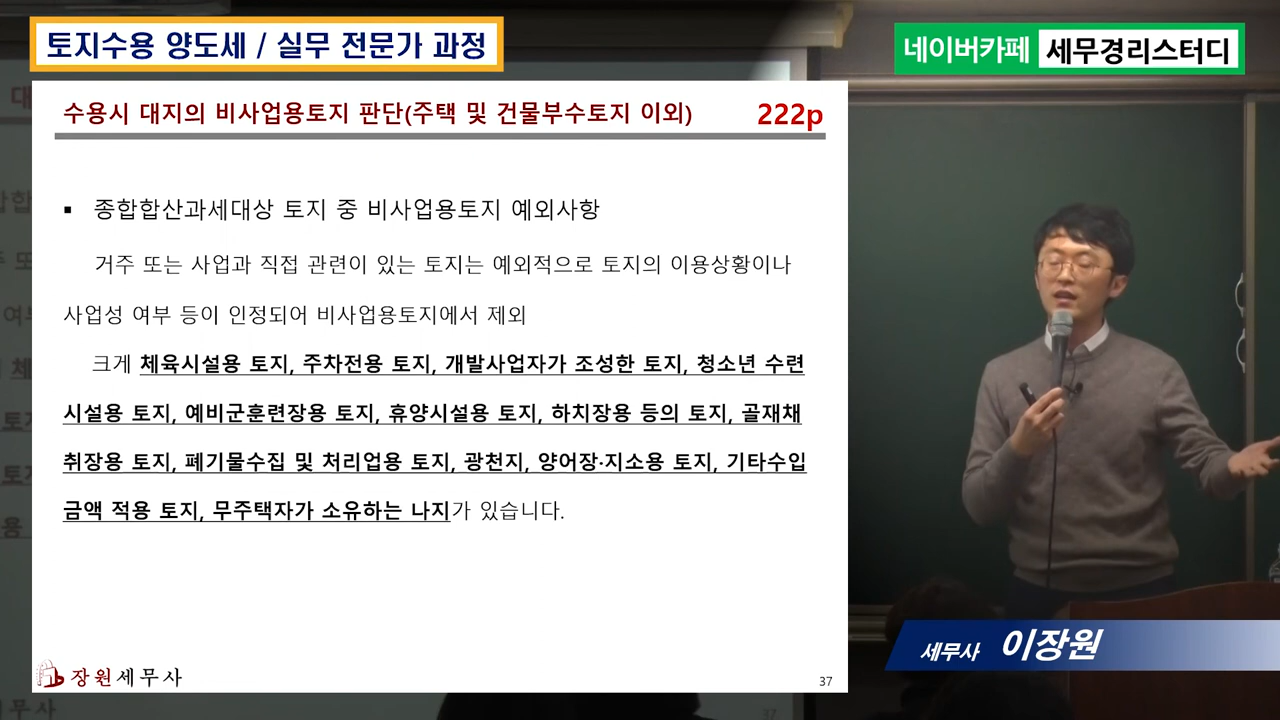 토지수용 양도세 / 실무 전문가 과정
네이버카페 세무경리스터디
수용시 대지의 비사업용토지 판단(주택 및 건물부수토지 이외) 222p
▪ 종합합산과세대상 토지 중 비사업용토지 예외사항
거주 또는 사업과 직접 관련이 있는 토지는 예외적으로 토지의 이용상황이나
사업성 여부 등이 인정되어 비사업용토지에서 제외
크게 체육시설용 토지, 주차전용 토지, 개발사업자가 조성한 토지, 청소년 수련
시설용 토지, 예비군훈련장용 토지, 휴양시설용 토지, 하치장용 등의 토지, 골재채
취장용 토지, 폐기물수집 및 처리업용 토지, 광천지, 양어장·지소용 토지, 기타수입
금액 적용 토지, 무주택자가 소유하는 나지가 있습니다.
세무사 이장원
장원세무사
37